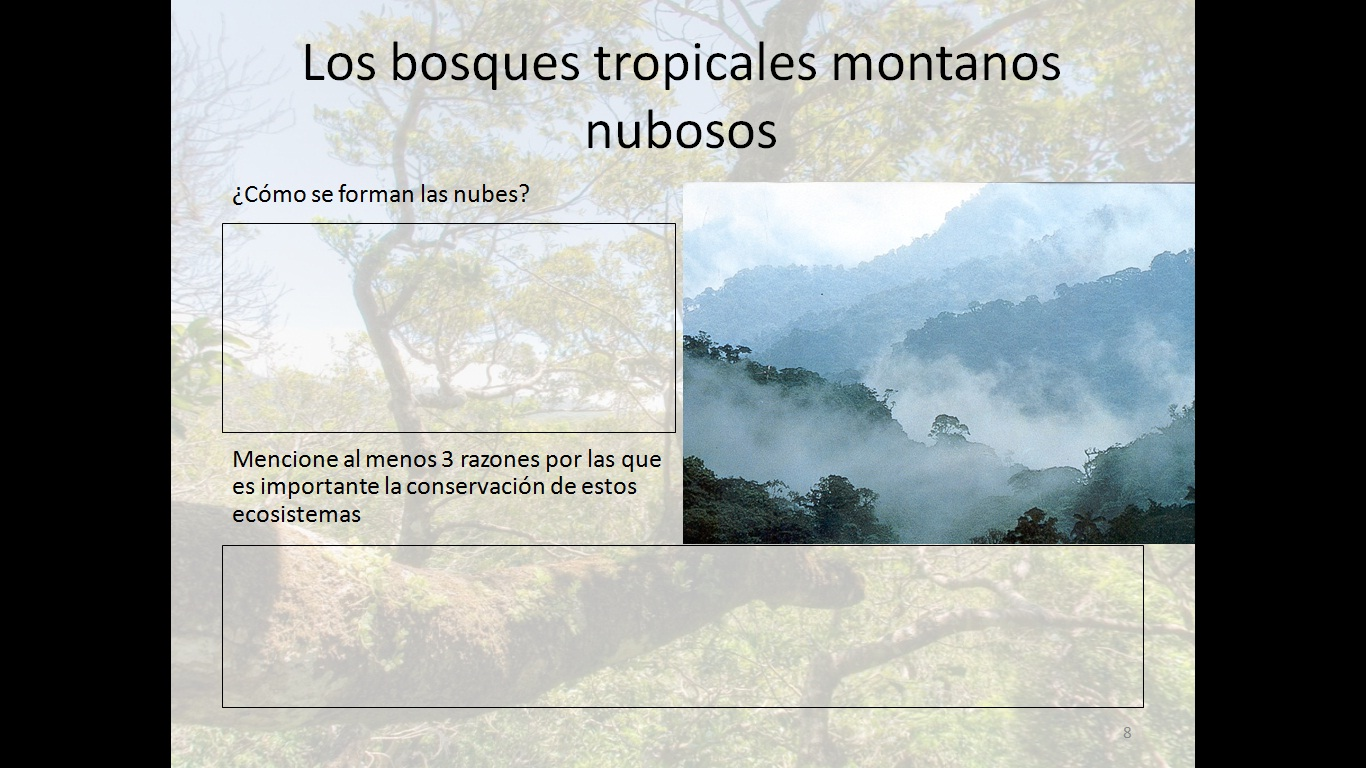 Los bosques tropicales montanos
nubosos
¿Cómo se forman las nubes?
Mencione al menos 3 razones por las que
es importante la conservación de estos
ecosistemas
8